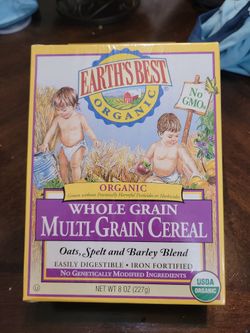 EARTH'S BEST
ORGANIC
No
GMOs
ORGANIC
Grown without Potentially Harmful Pesticides or Herbicides
WHOLE GRAIN
MULTI-GRAIN CEREAL
Oats, Spelt and Barley Blend
EASILY DIGESTIBLE • IRON FORTIFIED
NO GENETICALLY MODIFIED INGREDIENTS
NET WT 8 OZ (227g)
USDA
ORGANIC